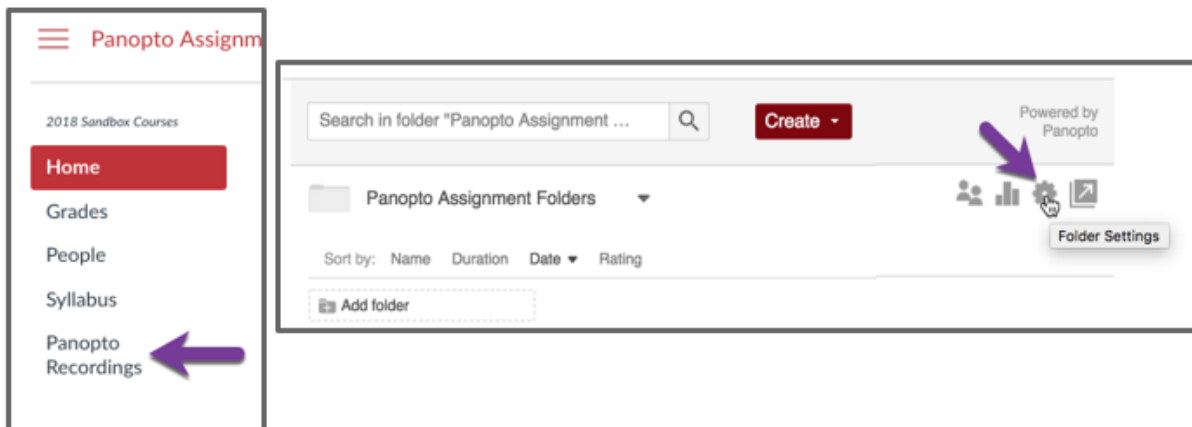 Panopto Assignm
2018 Sandbox Courses
Home
Grades
People
Syllabus
Panopto
Recordings
Search in folder "Panopto Assignment ...
Create
Powered by
Panopto
Panopto Assignment Folders
Folder Settings
Sort by: Name Duration Date Rating
Add folder